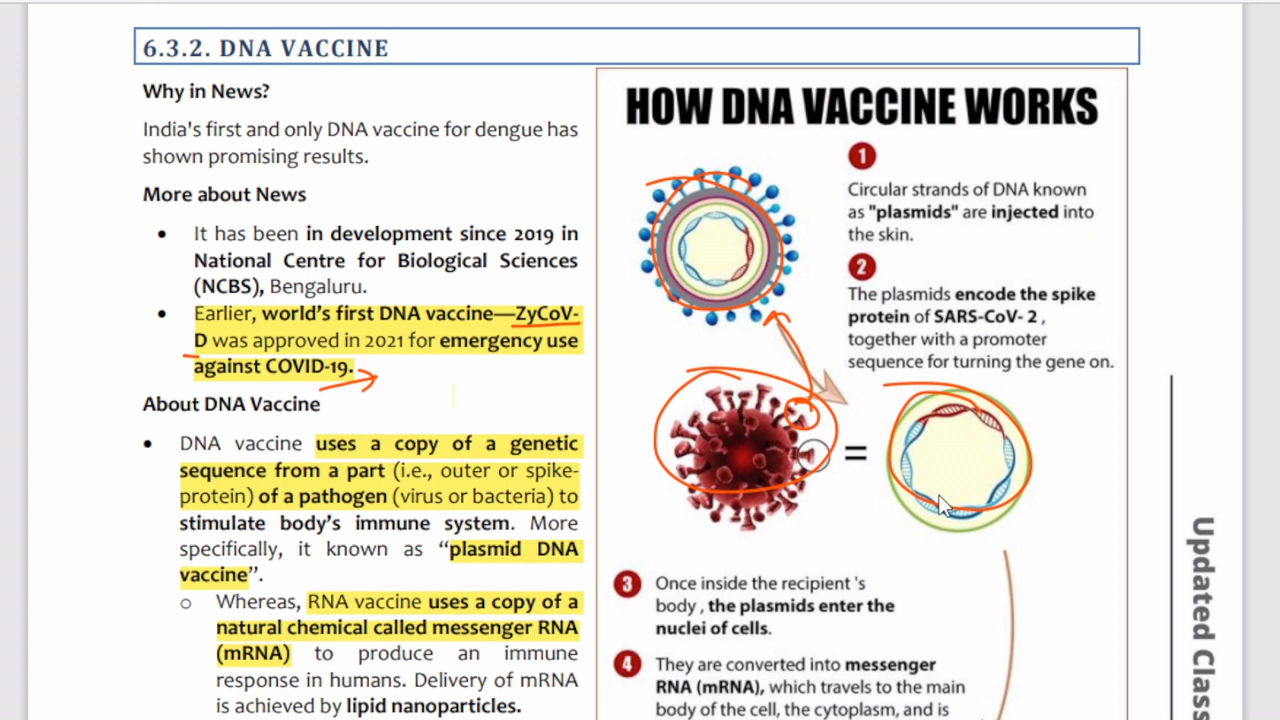 6.3.2. DNA VACCINE
Why in News?
India's first and only DNA vaccine for dengue has
shown promising results.
More about News
• It has been in development since 2019 in
National Centre for Biological Sciences
(NCBS), Bengaluru.
• Earlier, world's first DNA vaccine—ZyCoV-
D was approved in 2021 for emergency use
against COVID-19.
About DNA Vaccine
• DNA vaccine uses a copy of a genetic
sequence from a part (i.e., outer or spike-
protein) of a pathogen (virus or bacteria) to
stimulate body's immune system. More
specifically, it known as “plasmid DNA
vaccine”.
o Whereas, RNA vaccine uses a copy of a
natural chemical called messenger RNA
(mRNA) to produce an immune
response in humans. Delivery of mRNA
is achieved by lipid nanoparticles.
HOW DNA VACCINE WORKS
1
Circular strands of DNA known
as "plasmids" are injected into
the skin.
2
The plasmids encode the spike
protein of SARS-CoV- 2 ,
together with a promoter
sequence for turning the gene on.
=
3 Once inside the recipient 's
body , the plasmids enter the
nuclei of cells.
4 They are converted into messenger
RNA (mRNA), which travels to the main
body of the cell, the cytoplasm, and is
Updated Class